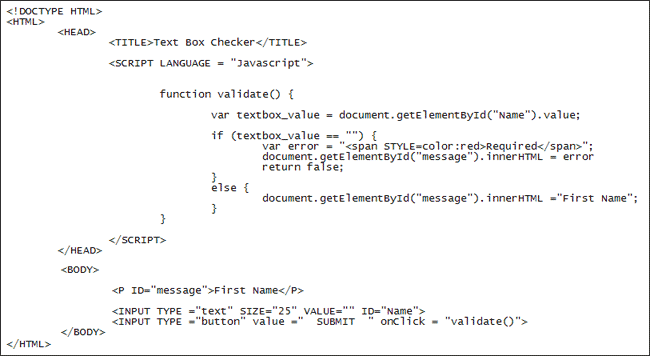 <!DOCTYPE HTML>
<HTML>
<HEAD>
<TITLE>Text Box Checker</TITLE>
<SCRIPT LANGUAGE = "Javascript">
function validate() {
var textbox_value = document.getElementById("Name").value;
if (textbox_value == "") {
var error = "<span STYLE=color:red>Required</span>";
document.getElementById("message").innerHTML = error
return false;
}
else {
document.getElementById("message").innerHTML ="First Name";
}
}
</SCRIPT>
</HEAD>
<BODY>
<P ID="message">First Name</P>
<INPUT TYPE ="text" SIZE="25" VALUE="" ID="Name">
<INPUT TYPE ="button" value ="  SUBMIT  " onClick = "validate()">
</BODY>
</HTML>